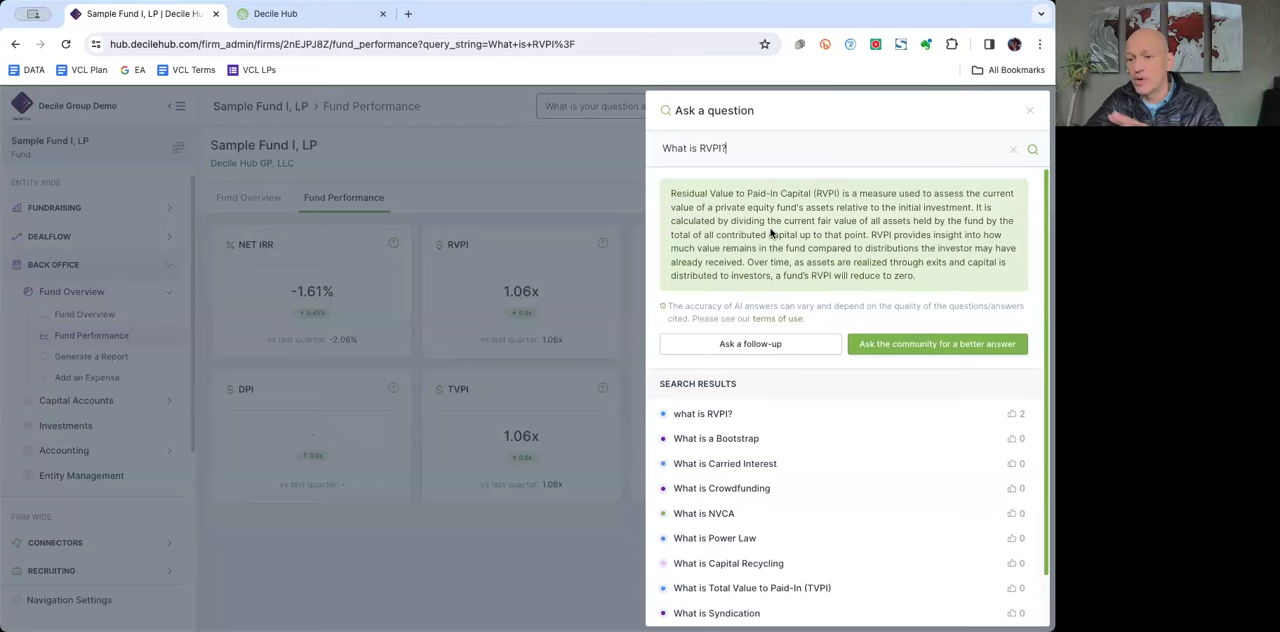 Sample Fund I, LP | Decile Hu
Decile Hub
hub.decilehub.com/firm_admin/firms/2nEJPJ8Z/fund_performance?query_string=What+is+RVPI%3F
DATA
VCL Plan
EA
VCL Terms
VCL LPs
All Bookmarks
Decile Group Demo
Sample Fund I, LP
Fund
ENTITY WIDE
FUNDRAISING
DEALFLOW
BACK OFFICE
Fund Overview
Fund Overview
Fund Performance
Generate a Report
Add an Expense
Capital Accounts
Investments
Accounting
Entity Management
FIRM WIDE
CONNECTORS
RECRUITING
Navigation Settings
Sample Fund I, LP > Fund Performance
What is your question a
Sample Fund I, LP
Decile Hub GP, LLC
Fund Overview
Fund Performance
NET IRR
-1.61%
0.45%
vs last quarter: -2.06%
RVPI
1.06x
0.0x
vs last quarter: 1.06x
DPI
-
0.0x
vs last quarter: -
TVPI
1.06x
0.0x
vs last quarter: 1.06x
Ask a question
What is RVPI?
Residual Value to Paid-In Capital (RVPI) is a measure used to assess the current
value of a private equity fund's assets relative to the initial investment. It is
calculated by dividing the current fair value of all assets held by the fund by the
total of all contributed capital up to that point. RVPI provides insight into how
much value remains in the fund compared to distributions the investor may have
already received. Over time, as assets are realized through exits and capital is
distributed to investors, a fund's RVPI will reduce to zero.
The accuracy of AI answers can vary and depend on the quality of the questions/answers
cited. Please see our terms of use.
Ask a follow-up
Ask the community for a better answer
SEARCH RESULTS
what is RVPI? 2
What is a Bootstrap 0
What is Carried Interest 0
What is Crowdfunding 0
What is NVCA 0
What is Power Law 0
What is Capital Recycling 0
What is Total Value to Paid-In (TVPI) 0
What is Syndication 0